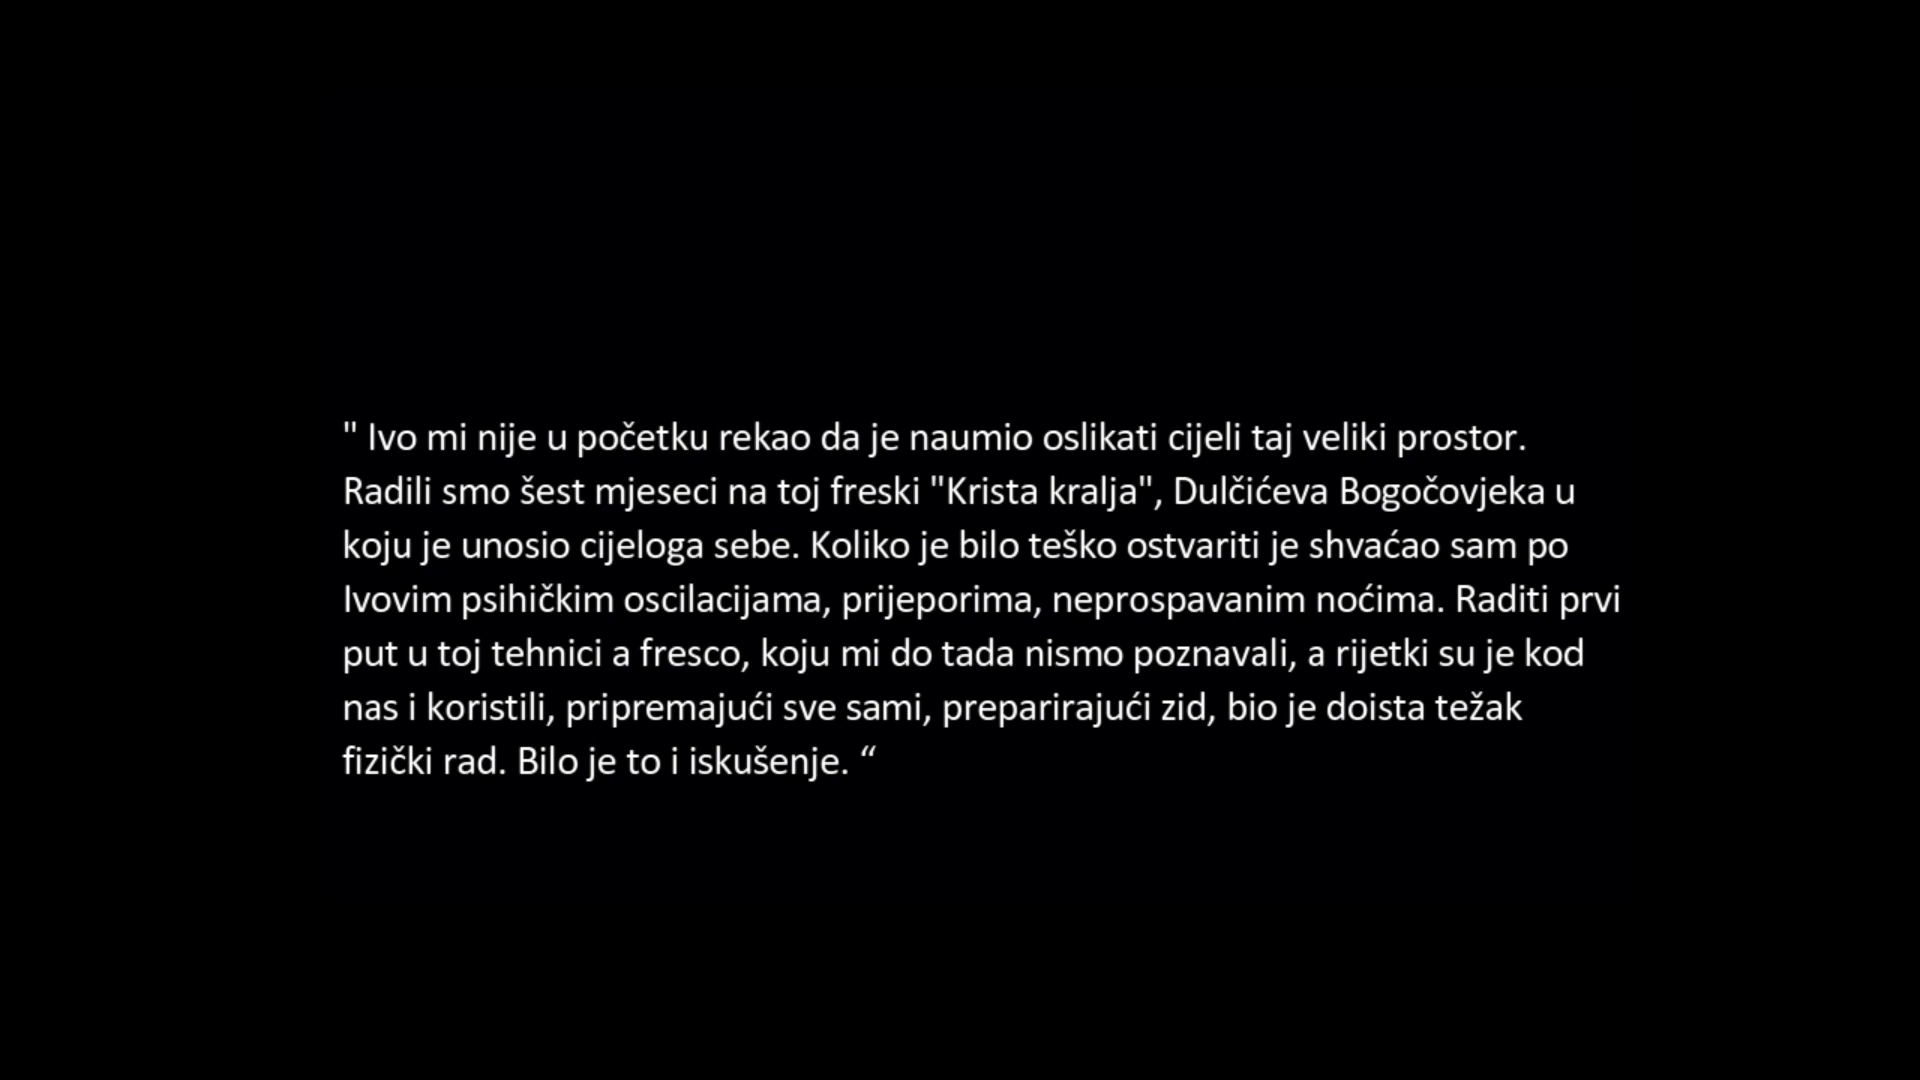 " Ivo mi nije u početku rekao da je naumio oslikati cijeli taj veliki prostor.
Radili smo šest mjeseci na toj freski "Krista kralja", Dulčićeva Bogočovjeka u
koju je unosio cijeloga sebe. Koliko je bilo teško ostvariti je shvaćao sam po
Ivovim psihičkim oscilacijama, prijeporima, neprospavanim noćima. Raditi prvi
put u toj tehnici a fresco, koju mi do tada nismo poznavali, a rijetki su je kod
nas i koristili, pripremajući sve sami, preparirajući zid, bio je doista težak
fizički rad. Bilo je to i iskušenje. “